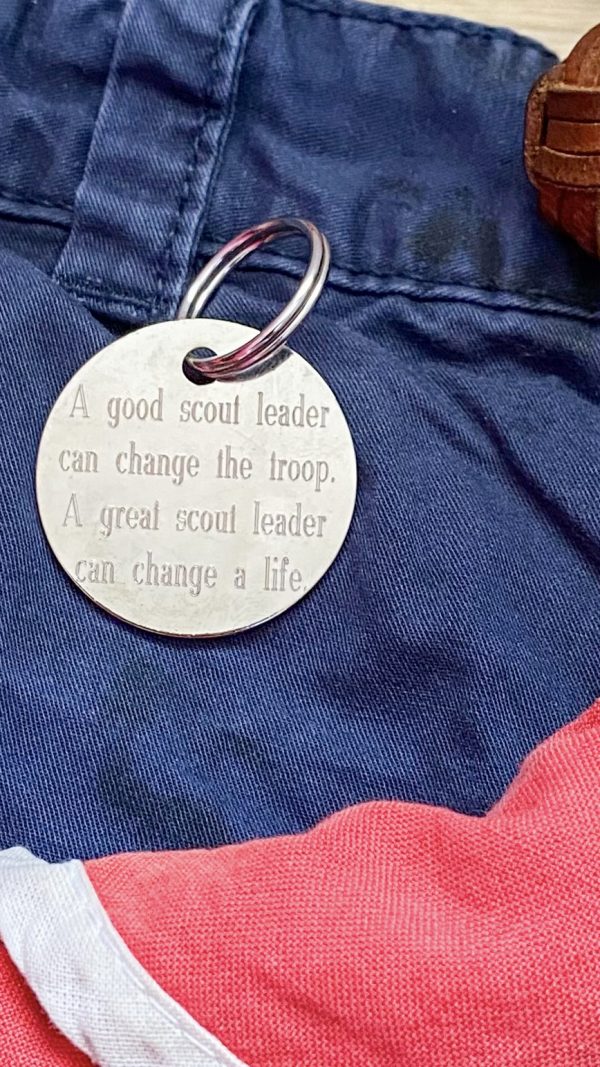 A good scout leader
can change the troop.
A great scout leader
can change a life.